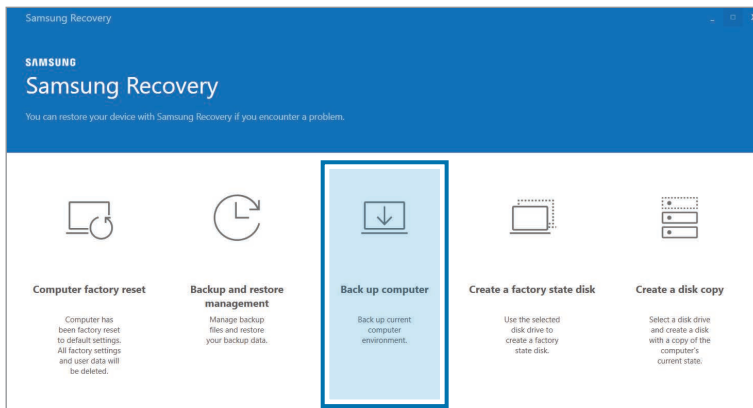 Samsung Recovery
SAMSUNG
Samsung Recovery
You can restore your device with Samsung Recovery if you encounter a problem.
Computer factory reset
Computer has
been factory reset
to default settings.
All factory settings
and user data will
be deleted.
Backup and restore
management
Manage backup
files and restore
your backup data.
Back up computer
Back up current
computer
environment.
Create a factory state disk
Use the selected
disk drive to
create a factory
state disk.
Create a disk copy
Select a disk drive
and create a disk
with a copy of the
computer's
current state.